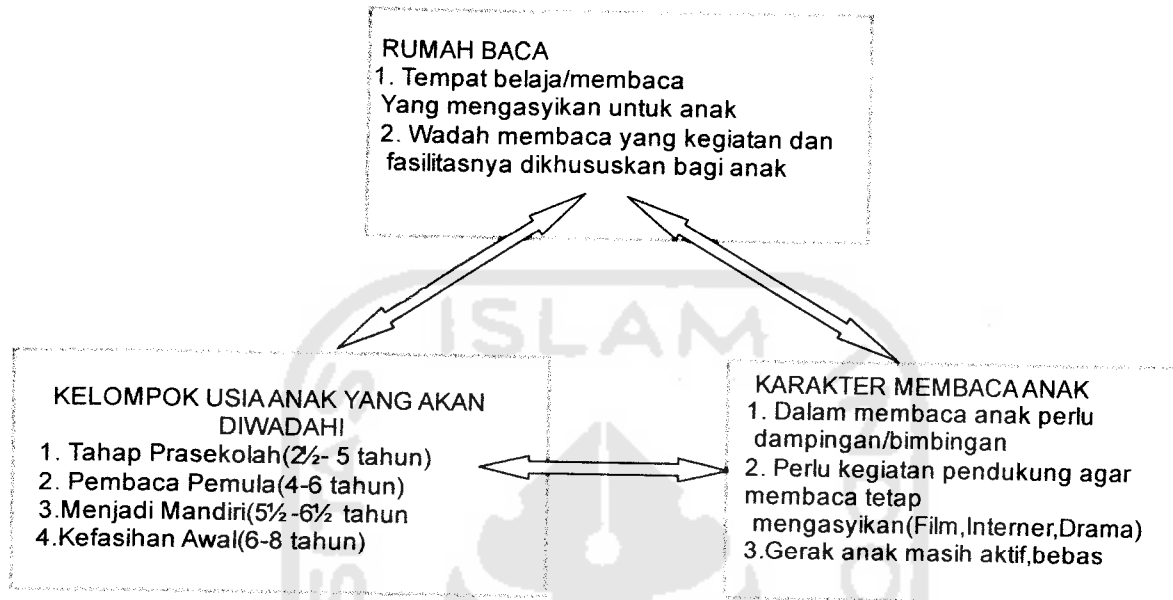 RUMAH BACA
1. Tempat belaja/membaca
Yang mengasyikan untuk anak
2. Wadah membaca yang kegiatan dan
fasilitasnya dikhususkan bagi anak
ISLAM
KELOMPOK USIA ANAK YANG AKAN
DIWADAHI
1. Tahap Prasekolah(2½- 5 tahun)
2. Pembaca Pemula(4-6 tahun)
3.Menjadi Mandiri(5½-6½ tahun
4.Kefasihan Awal(6-8 tahun)
KARAKTER MEMBACA ANAK
1. Dalam membaca anak perlu
dampingan/bimbingan
2. Perlu kegiatan pendukung agar
membaca tetap
mengasyikan(Film,Interner,Drama)
3.Gerak anak masih aktif,bebas